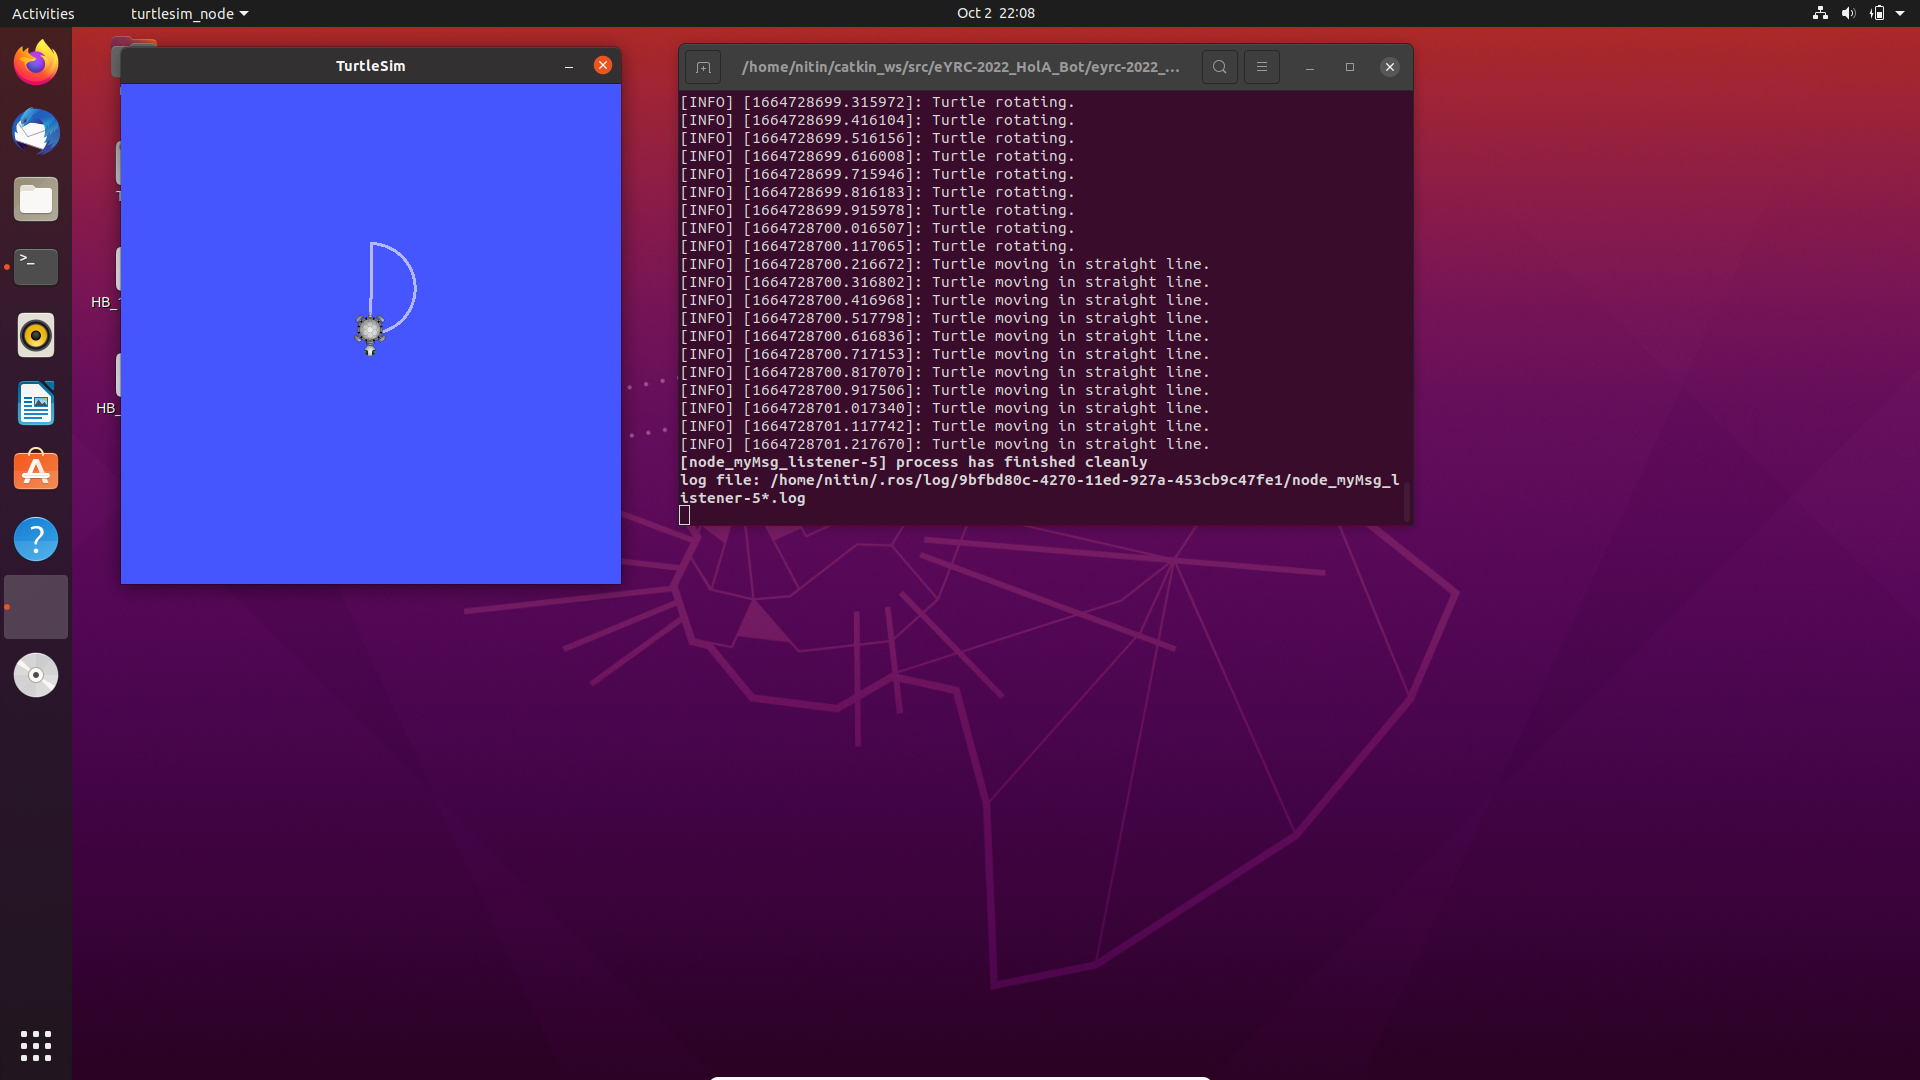 Activities
turtlesim_node
Oct 2 22:08
TurtleSim
/home/nitin/catkin_ws/src/eYRC-2022_HolA_Bot/eyrc-2022_...
[INFO] [1664728699.315972]: Turtle rotating.
[INFO] [1664728699.416104]: Turtle rotating.
[INFO] [1664728699.516156]: Turtle rotating.
[INFO] [1664728699.616008]: Turtle rotating.
[INFO] [1664728699.715946]: Turtle rotating.
[INFO] [1664728699.816183]: Turtle rotating.
[INFO] [1664728699.915978]: Turtle rotating.
[INFO] [1664728700.016507]: Turtle rotating.
[INFO] [1664728700.117065]: Turtle rotating.
[INFO] [1664728700.216672]: Turtle moving in straight line.
[INFO] [1664728700.316802]: Turtle moving in straight line.
[INFO] [1664728700.416968]: Turtle moving in straight line.
[INFO] [1664728700.517798]: Turtle moving in straight line.
[INFO] [1664728700.616836]: Turtle moving in straight line.
[INFO] [1664728700.717153]: Turtle moving in straight line.
[INFO] [1664728700.817070]: Turtle moving in straight line.
[INFO] [1664728700.917506]: Turtle moving in straight line.
[INFO] [1664728701.017340]: Turtle moving in straight line.
[INFO] [1664728701.117742]: Turtle moving in straight line.
[INFO] [1664728701.217670]: Turtle moving in straight line.
[node_myMsg_listener-5] process has finished cleanly
log file: /home/nitin/.ros/log/9bfbd80c-4270-11ed-927a-453cb9c47fe1/node_myMsg_l
istener-5*.log
HB_
HB_